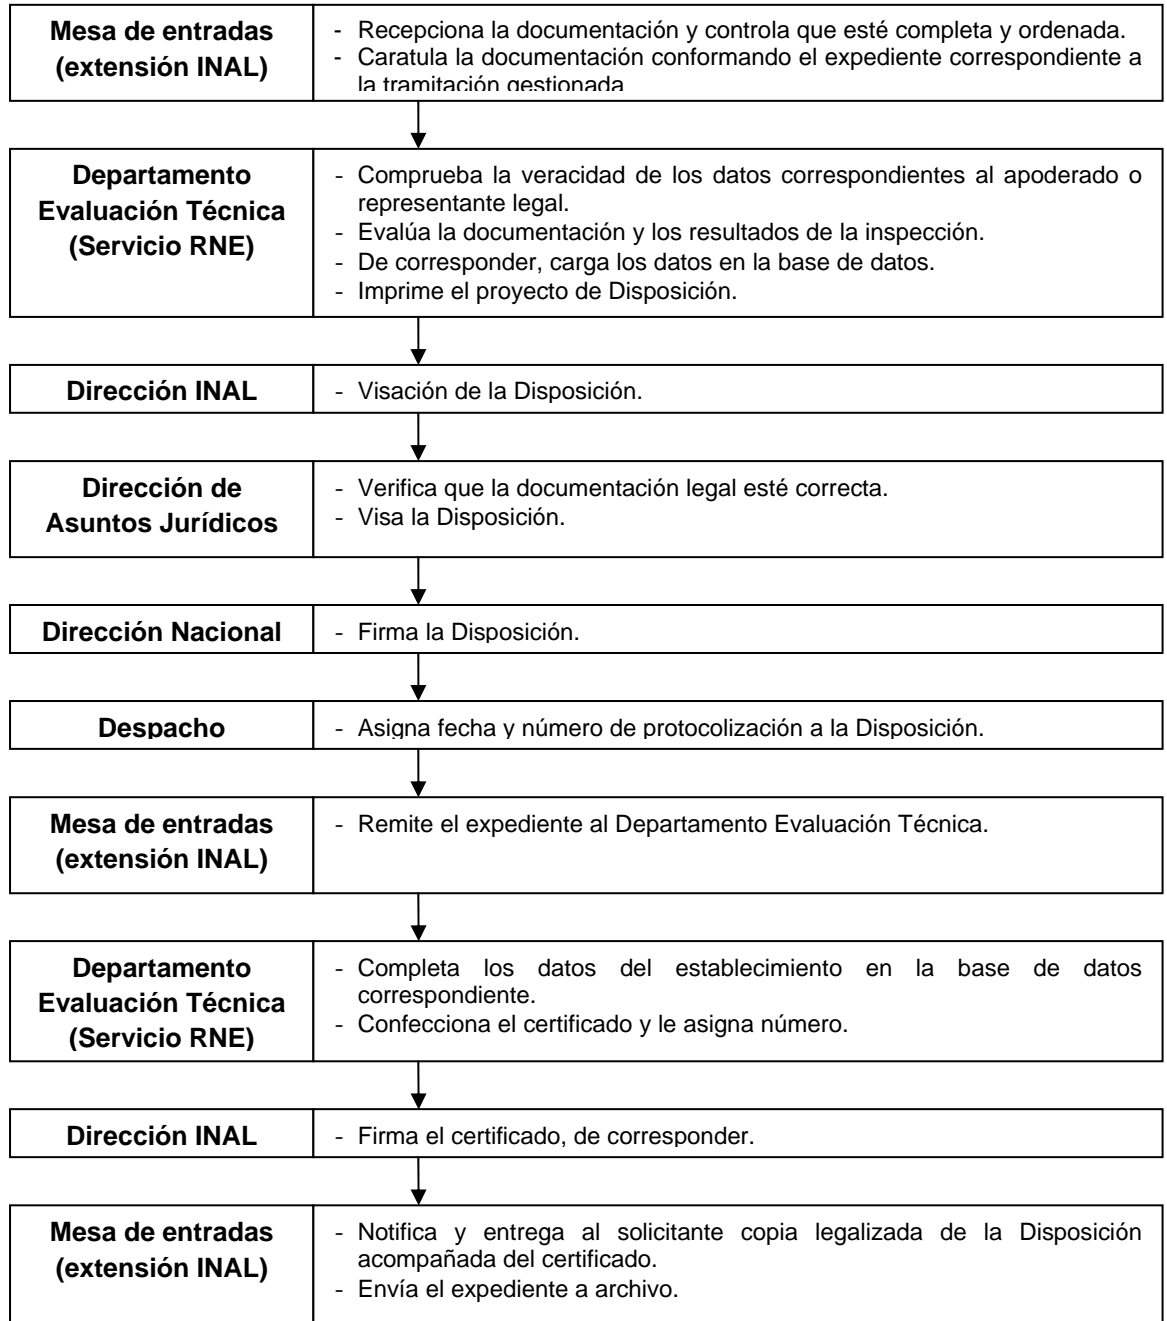 Mesa de entradas
(extensión INAL)
- Recepciona la documentación y controla que esté completa y ordenada.
- Caratula la documentación conformando el expediente correspondiente a
la tramitación gestionada
Departamento
Evaluación Técnica
(Servicio RNE)
- Comprueba la veracidad de los datos correspondientes al apoderado o
representante legal.
- Evalúa la documentación y los resultados de la inspección.
- De corresponder, carga los datos en la base de datos.
- Imprime el proyecto de Disposición.
Dirección INAL
- Visación de la Disposición.
Dirección de
Asuntos Jurídicos
- Verifica que la documentación legal esté correcta.
- Visa la Disposición.
Dirección Nacional
- Firma la Disposición.
Despacho
- Asigna fecha y número de protocolización a la Disposición.
Mesa de entradas
(extensión INAL)
- Remite el expediente al Departamento Evaluación Técnica.
Departamento
Evaluación Técnica
(Servicio RNE)
- Completa los datos del establecimiento en la base de datos
correspondiente.
- Confecciona el certificado y le asigna número.
Dirección INAL
- Firma el certificado, de corresponder.
Mesa de entradas
(extensión INAL)
- Notifica y entrega al solicitante copia legalizada de la Disposición
acompañada del certificado.
- Envía el expediente a archivo.